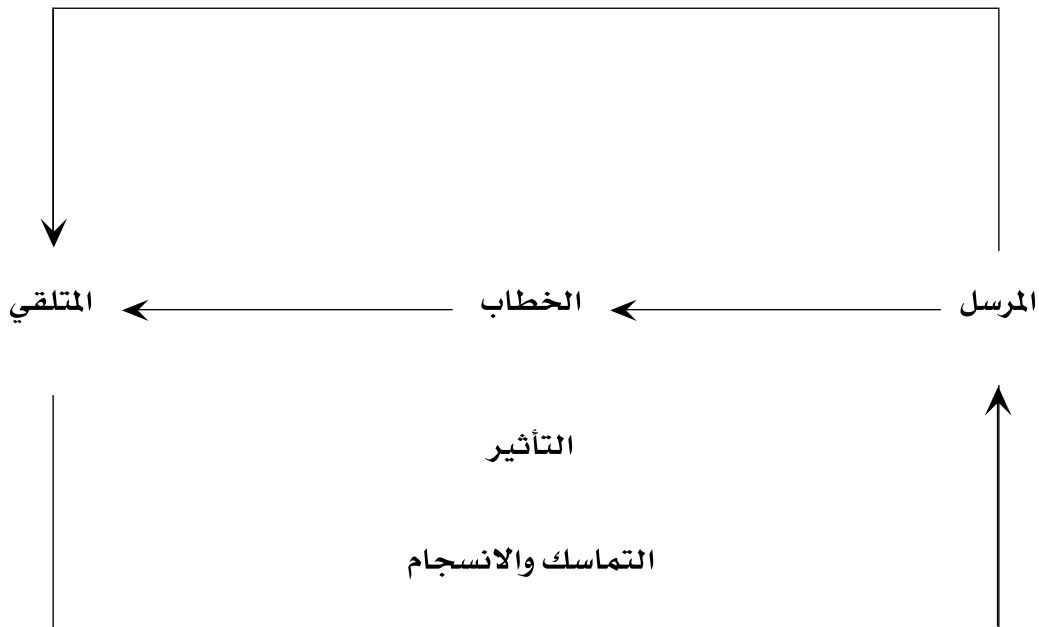 المرسل الخطاب المتلقي
التأثير
التماسك والانسجام